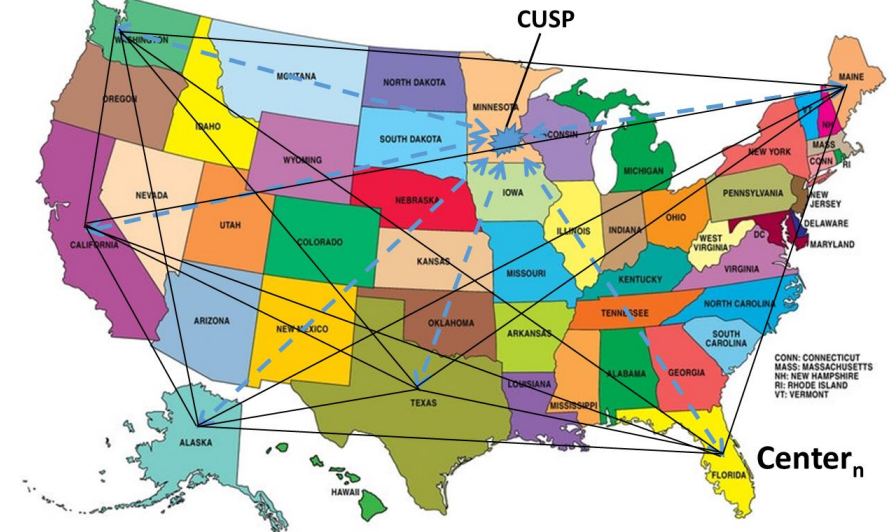 CUSP
WASHINGTON
MAINE
MONTANA
NORTH DAKOTA
MINNESOTA
OREGON
IDAHO
VT
NH
CONSIN
SOUTH DAKOTA
WYOMING
MICHIGAN
NEW YORK
MASS
CONN
RI
NEVADA
NEBRASKA
IOWA
PENNSYLVANIA
NEW
JERSEY
UTAH
COLORADO
ILLINOIS
INDIANA
OHIO
DELAWARE
CALIFORNIA
KANSAS
MISSOURI
WEST
VIRGINIA
DC
MARYLAND
VIRGINIA
KENTUCKY
ARIZONA
NEW MEXICO
OKLAHOMA
ARKANSAS
TENNESSEE
NORTH CAROLINA
SOUTH
CAROLINA
CONN: CONNECTICUT
MASS: MASSACHUSETTS
NH: NEW HAMPSHIRE
RI: RHODE ISLAND
VT: VERMONT
ALABAMA
GEORGIA
LOUISIANA
MISSISSIPPI
TEXAS
ALASKA
Centern
FLORIDA
HAWAII